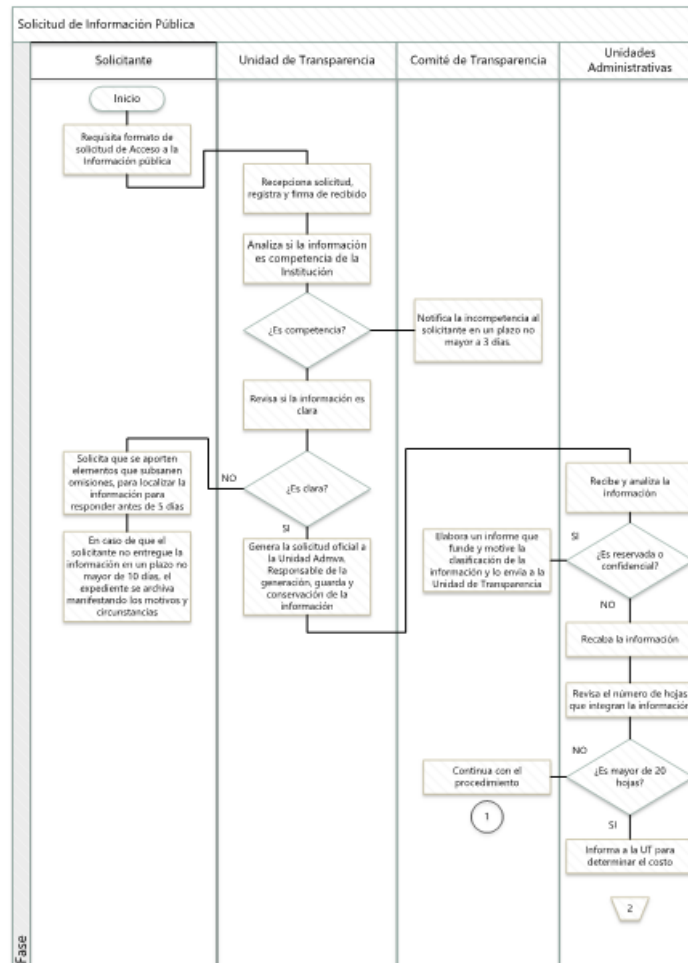 Solicitud de Información Pública
Solicitante
Unidad de Transparencia
Comité de Transparencia
Unidades
Administrativas
Inicio
Requisita formato de
solicitud de Acceso a la
Información pública
Recepciona solicitud,
registra y firma de recibido
Analiza si la información
es competencia de la
Institución
¿Es competencia?
Notifica la incompetencia al
solicitante en un plazo no
mayor a 3 días.
Revisa si la información es
clara
¿Es clara?
NO
SI
Solicita que se aporten
elementos que subsanen
omisiones, para localizar la
información para
responder antes de 5 días
En caso de que el
solicitante no entregue la
información en un plazo no
mayor de 10 días, el
expediente se archiva
manifestando los motivos y
circunstancias
Genera la solicitud oficial a
la Unidad Admva.
Responsable de la
generación, guarda y
conservación de la
información
Recibe y analiza la
información
¿Es reservada o
confidencial?
SI
NO
Elabora un informe que
funde y motive la
clasificación de la
información y lo envía a la
Unidad de Transparencia
Recaba la información
Revisa el número de hojas
que integran la información
¿Es mayor de 20
hojas?
NO
SI
Continua con el
procedimiento
1
Informa a la UT para
determinar el costo
2
Fase